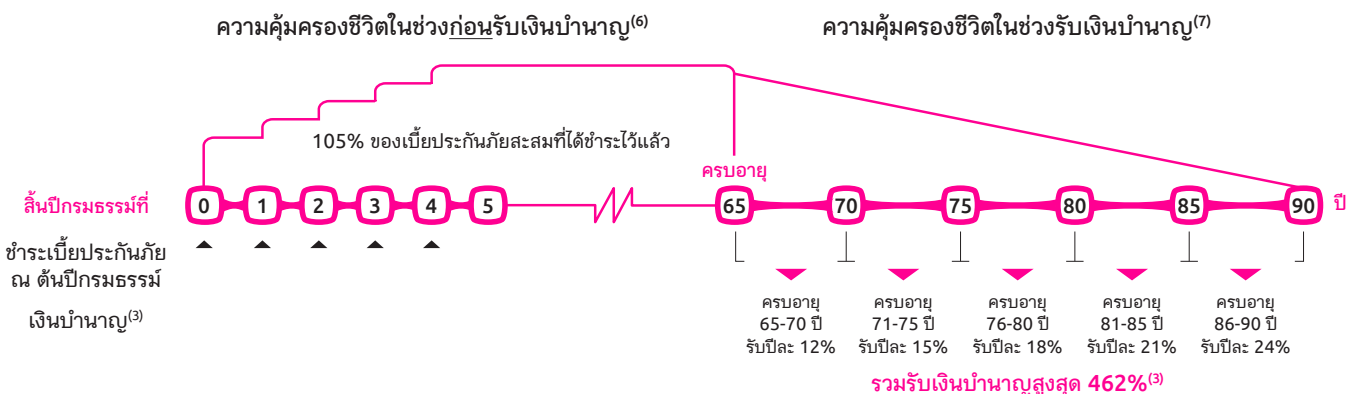 ความคุ้มครองชีวิตในช่วงก่อนรับเงินบำนาญ(6)
ความคุ้มครองชีวิตในช่วงรับเงินบำนาญ(7)
105% ของเบี้ยประกันภัยสะสมที่ได้ชำระไว้แล้ว
ครบอายุ
สิ้นปีกรมธรรม์ที่ 0 1 2 3 4 5 65 70 75 80 85 90 ปี
ชำระเบี้ยประกันภัย
ณ ต้นปีกรมธรรม์
เงินบำนาญ(3)
ครบอายุ
65-70 ปี
รับปีละ 12%
ครบอายุ
71-75 ปี
รับปีละ 15%
ครบอายุ
76-80 ปี
รับปีละ 18%
ครบอายุ
81-85 ปี
รับปีละ 21%
ครบอายุ
86-90 ปี
รับปีละ 24%
รวมรับเงินบำนาญสูงสุด 462%(3)